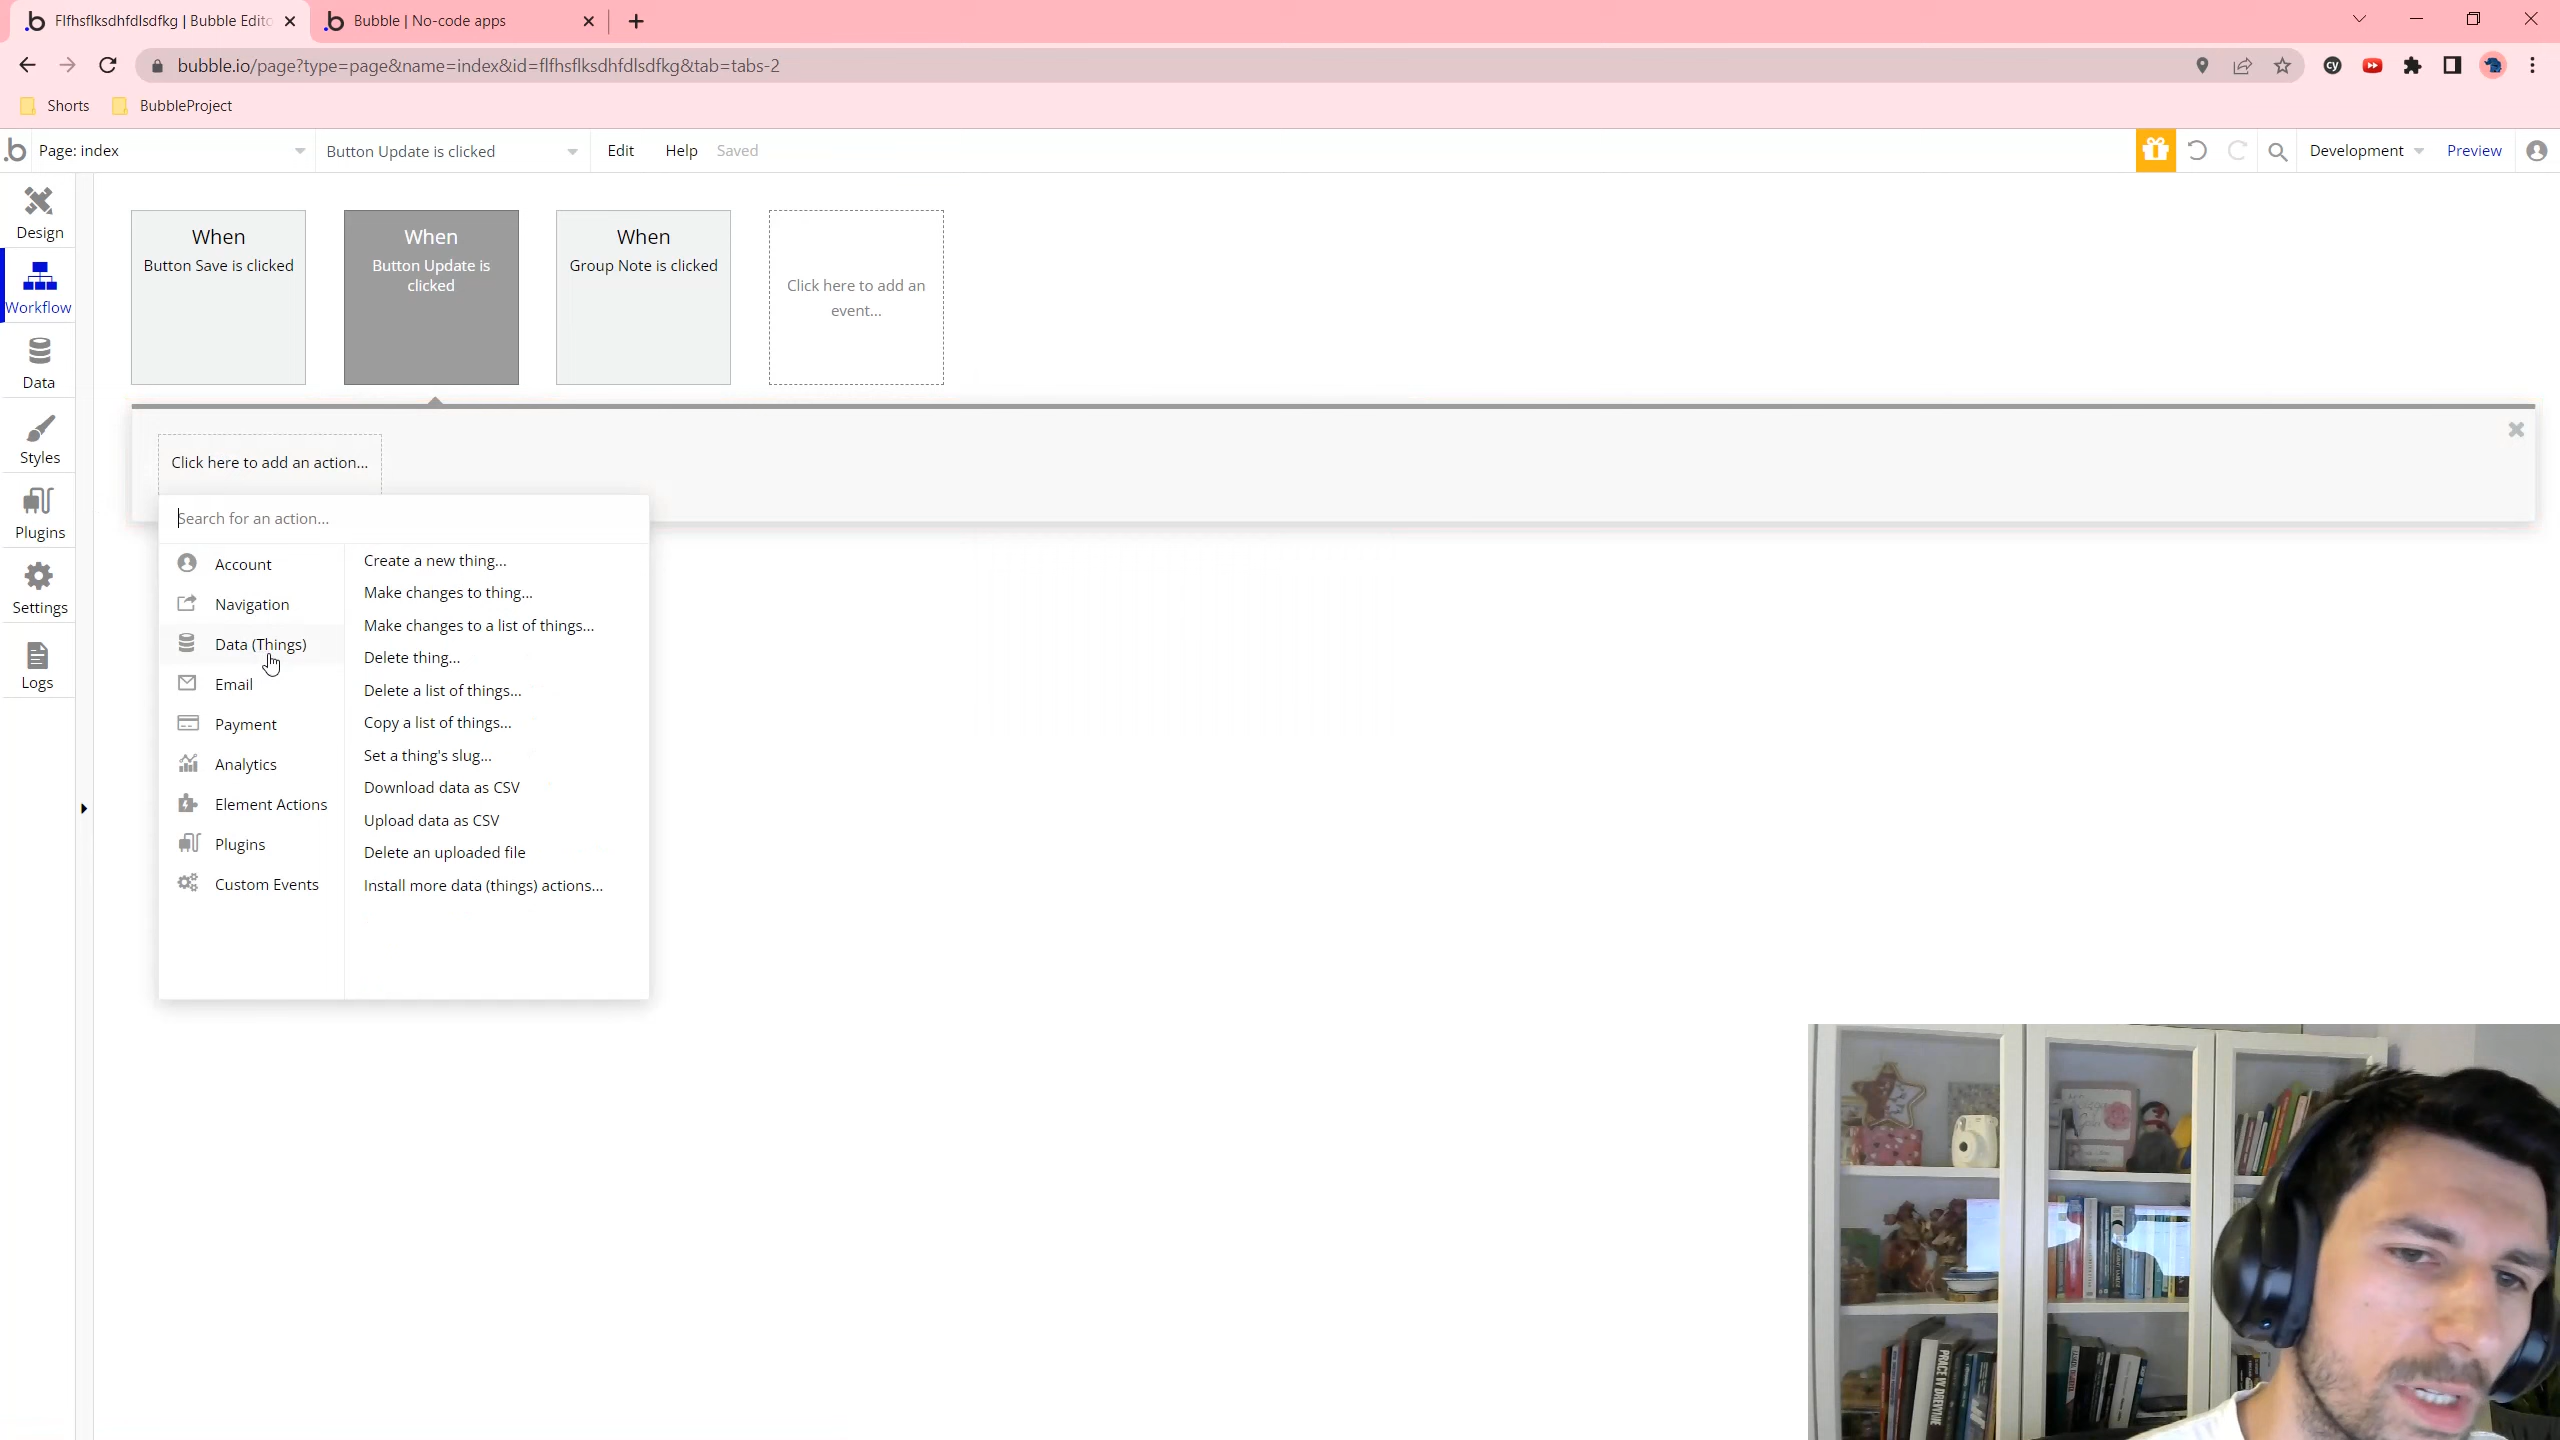 Flfhsflksdhfdlsdfkg | Bubble Edito
Bubble | No-code apps
bubble.io/page?type=page&name=index&id=flfhsflksdhfdlsdfkg&tab=tabs-2
Shorts
BubbleProject
Page: index
Button Update is clicked
Edit
Help
Saved
Development
Preview
Design
Workflow
Data
Styles
Plugins
Settings
Logs
When
Button Save is clicked
When
Button Update is
clicked
When
Group Note is clicked
Click here to add an
event...
Click here to add an action...
Search for an action...
Account
Navigation
Data (Things)
Email
Payment
Analytics
Element Actions
Plugins
Custom Events
Create a new thing...
Make changes to thing...
Make changes to a list of things...
Delete thing...
Delete a list of things...
Copy a list of things...
Set a thing's slug...
Download data as CSV
Upload data as CSV
Delete an uploaded file
Install more data (things) actions...
PRACE W DREWNIE